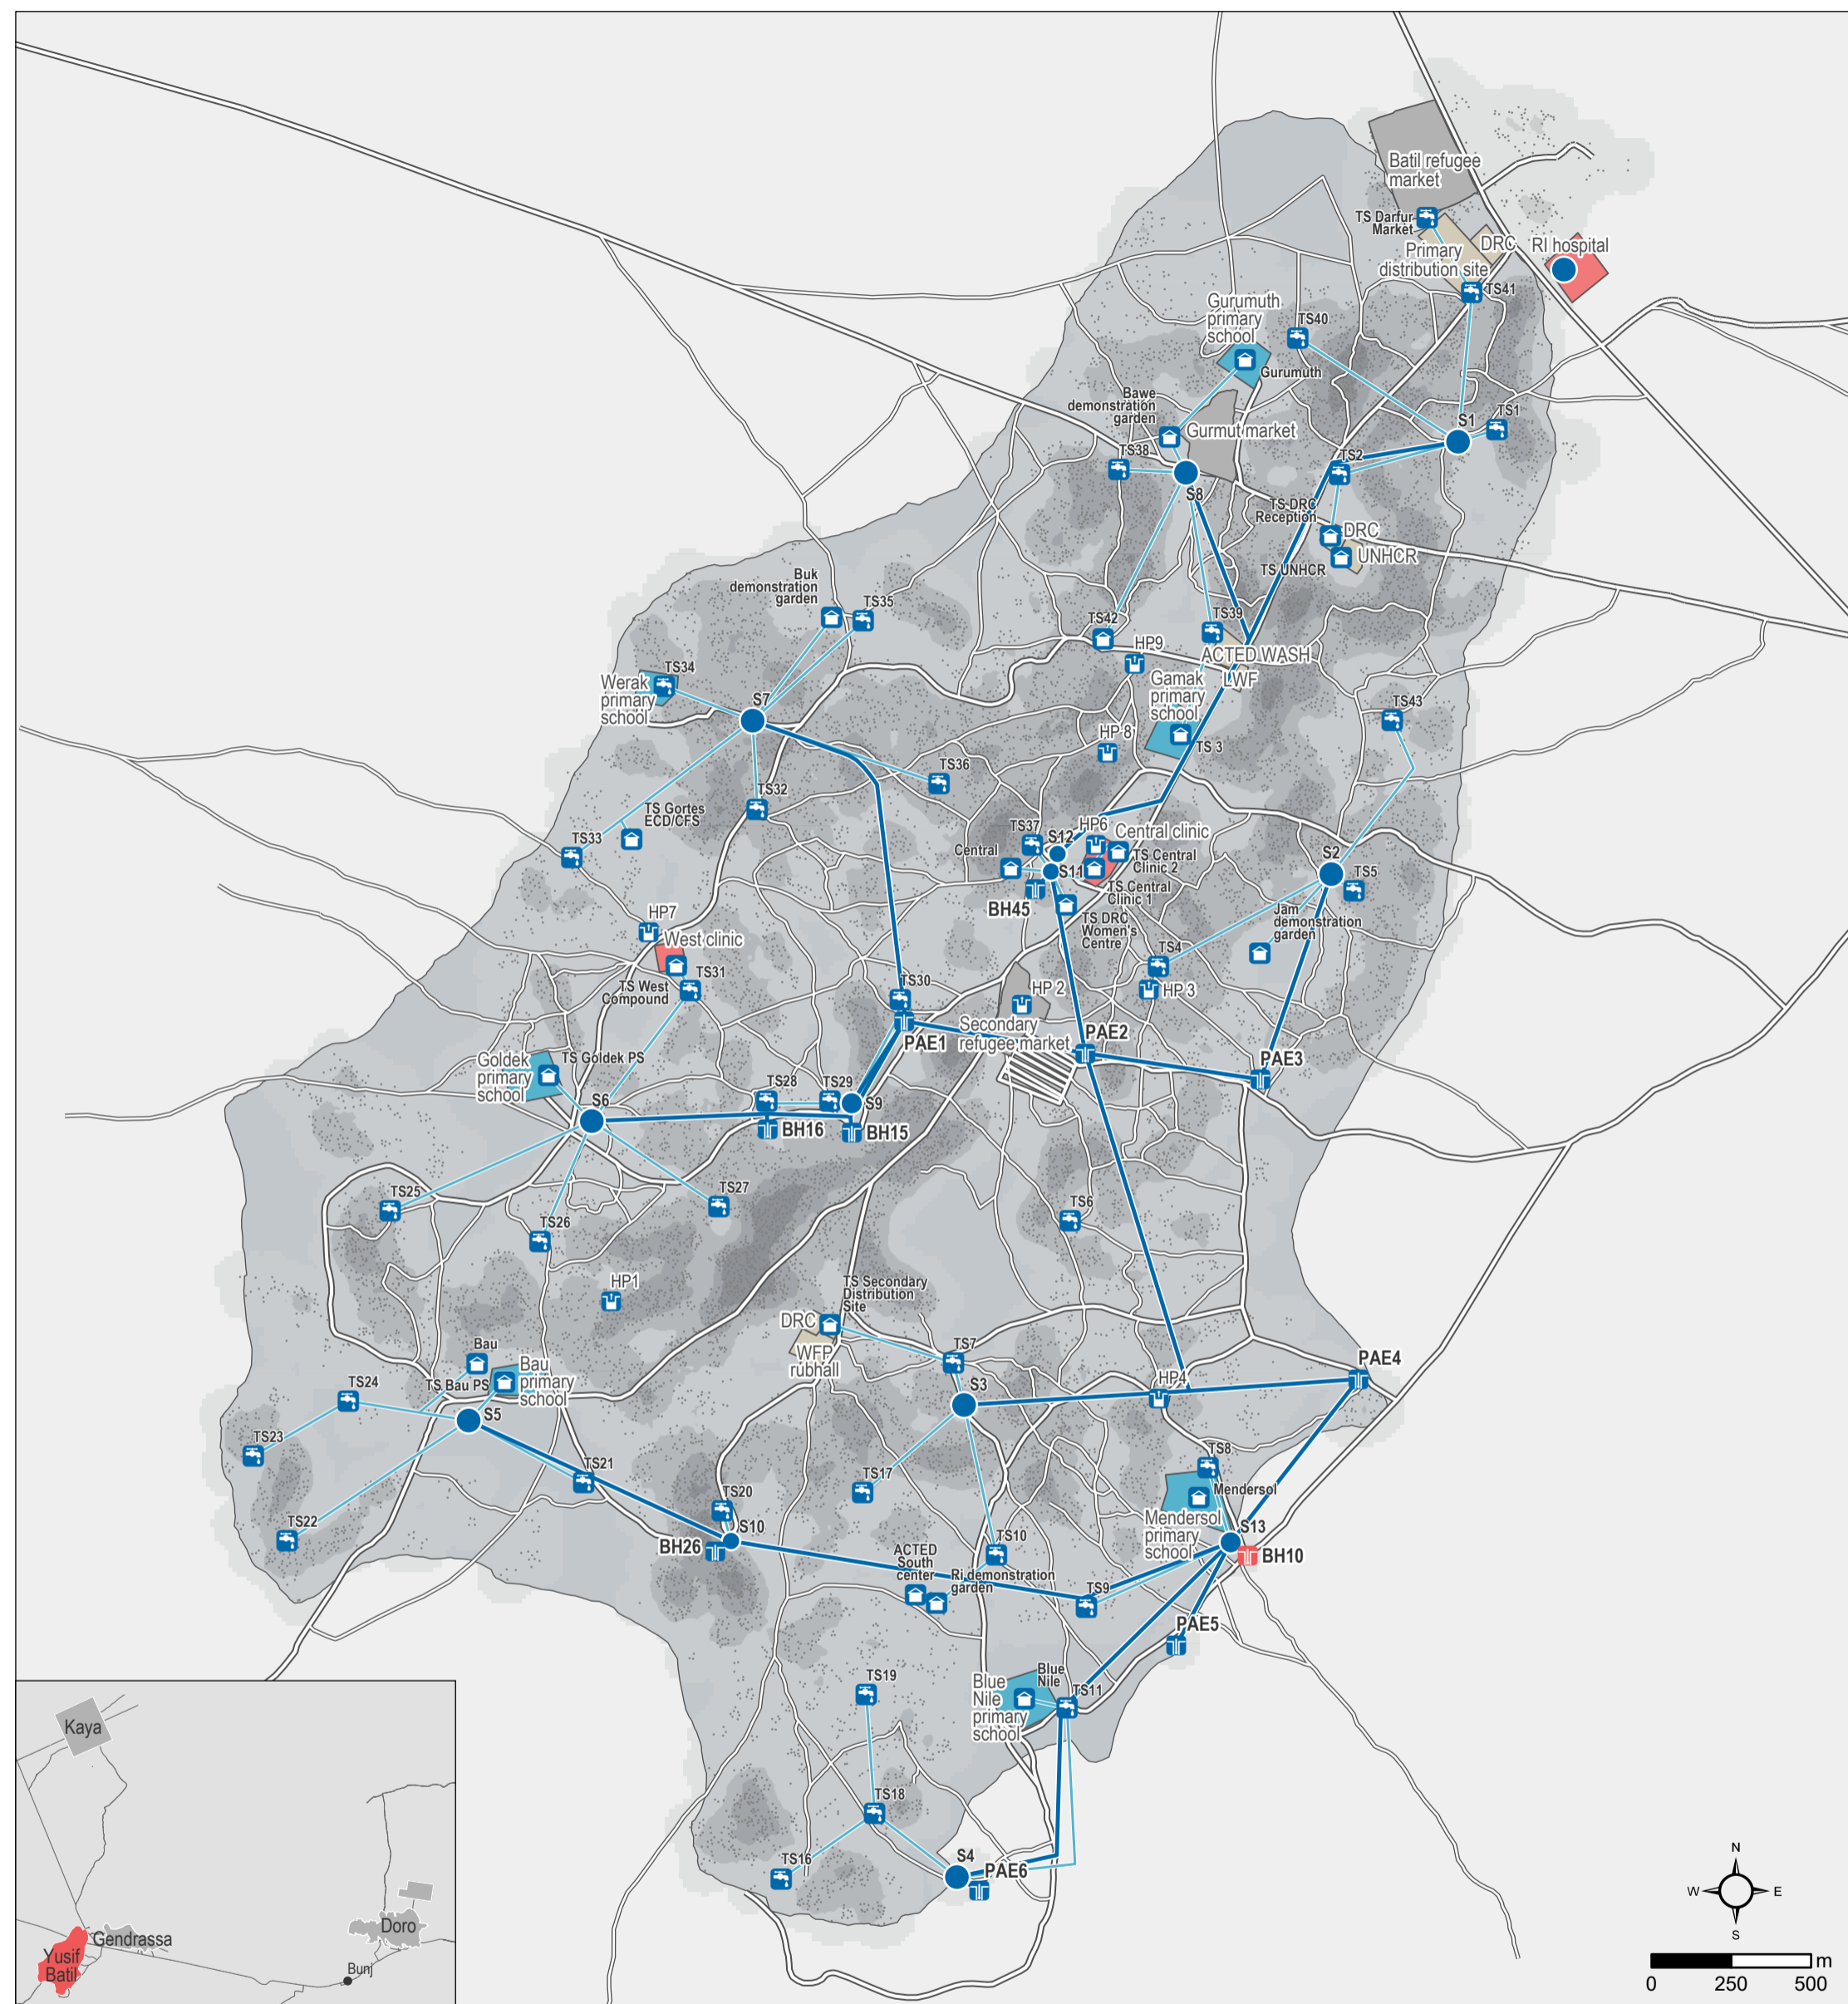 Batil refugee
market
TS Darfur
Market
DRC
RI hospital
Primary
distribution site
TS41
Gurumuth
primary
school
TS40
Gurumuth
Bawe
demonstration
garden
Gurmut market
S1
TS1
TS38
TS2
S8
TS DRC
Reception
DRC
UNHCR
TS UNHCR
Buk
demonstration
garden
TS35
TS42
TS39
HP9
ACTED WASH
LWF
TS34
Werak
primary
school
S7
Gamak
primary
school
TS43
HP 8
TS 3
TS36
TS32
TS Gortes
ECD/CFS
TS33
TS37
S12
HP6
Central clinic
Central
TS Central
Clinic 2
S11
S2
TS5
BH45
TS Central
Clinic 1
TS DRC
Women's
Centre
Jam
demonstration
garden
HP7
West clinic
TS4
TS31
TS West
Compound
TS30
HP 2
HP 3
PAE1
Secondary
refugee market
PAE2
PAE3
Goldek
primary
school
TS Goldek PS
S6
TS28
TS29
S9
BH16
BH15
TS25
TS27
TS6
TS26
HP1
TS Secondary
Distribution
Site
DRC
WFP
rubhall
TS7
PAE4
Bau
TS Bau PS
Bau
primary
school
S3
HP4
TS24
S5
TS23
TS21
TS17
TS8
Mendersol
Mendersol
primary
school
TS22
TS20
S10
BH26
TS10
S13
BH10
ACTED
South
center
Ri demonstration
garden
TS9
PAE5
TS19
Blue
Nile
primary
school
Blue
Nile
TS11
TS18
TS16
S4
PAE6
Kaya
Gendrassa
Yusif
Batil
Doro
Bunj
N
W
E
S
m
0
250
500